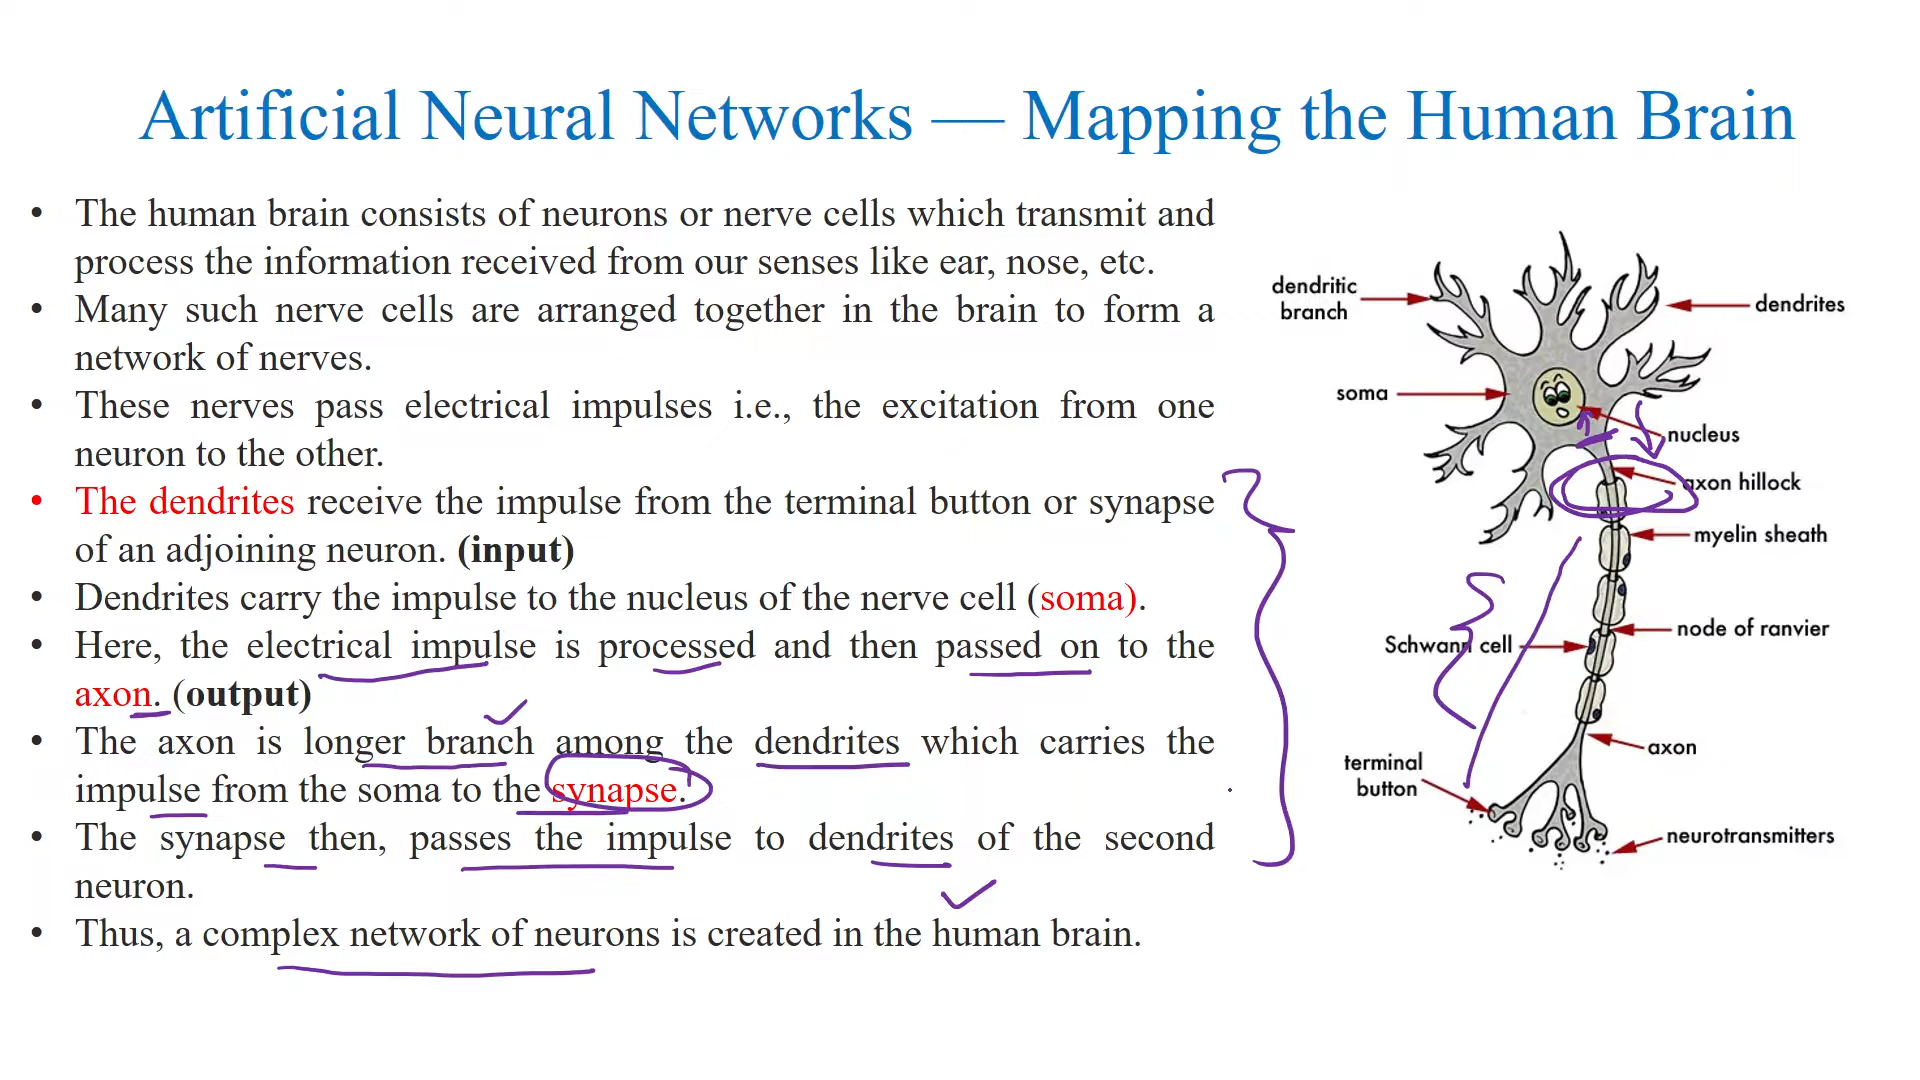 Artificial Neural Networks — Mapping the Human Brain
• The human brain consists of neurons or nerve cells which transmit and
process the information received from our senses like ear, nose, etc.
• Many such nerve cells are arranged together in the brain to form a
network of nerves.
• These nerves pass electrical impulses i.e., the excitation from one
neuron to the other.
• The dendrites receive the impulse from the terminal button or synapse
of an adjoining neuron. (input)
• Dendrites carry the impulse to the nucleus of the nerve cell (soma).
• Here, the electrical impulse is processed and then passed on to the
axon. (output)
• The axon is longer branch among the dendrites which carries the
impulse from the soma to the synapse.
• The synapse then, passes the impulse to dendrites of the second
neuron.
• Thus, a complex network of neurons is created in the human brain.
dendritic
branch
dendrites
soma
nucleus
axon hillock
myelin sheath
node of ranvier
Schwann cell
axon
terminal
button
neurotransmitters